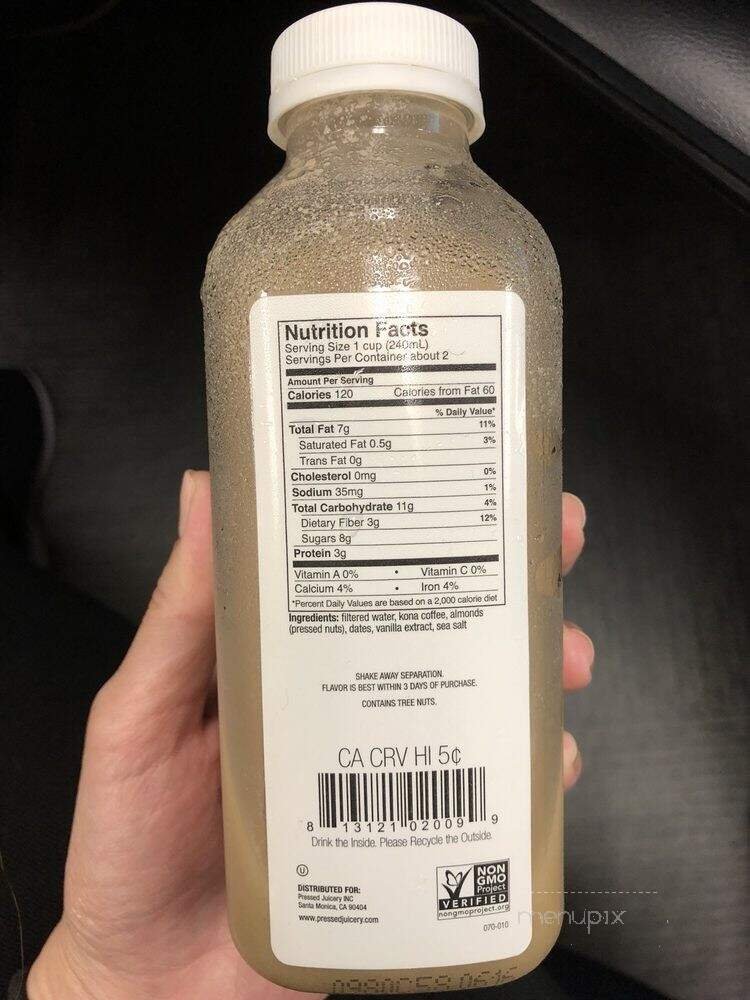 Nutrition Facts
Serving Size 1 cup (240mL)
Servings Per Container about 2
Amount Per Serving
Calories 120 Calories from Fat 60
% Daily Value*
Total Fat 7g 11%
Saturated Fat 0.5g 3%
Trans Fat 0g
Cholesterol 0mg 0%
Sodium 35mg 1%
Total Carbohydrate 11g 4%
Dietary Fiber 3g 12%
Sugars 8g
Protein 3g
Vitamin A 0% • Vitamin C 0%
Calcium 4% • Iron 4%
*Percent Daily Values are based on a 2,000 calorie diet
Ingredients: filtered water, kona coffee, almonds
(pressed nuts), dates, vanilla extract, sea salt
SHAKE AWAY SEPARATION.
FLAVOR IS BEST WITHIN 3 DAYS OF PURCHASE.
CONTAINS TREE NUTS.
CA CRV HI 5¢
8 13121 02009 9
Drink the Inside. Please Recycle the Outside.
U
DISTRIBUTED FOR:
Pressed Juicery INC
Santa Monica, CA 90404
www.pressedjuicery.com
NON
GMO
Project
VERIFIED
nongmoproject.org
070-010
menupix